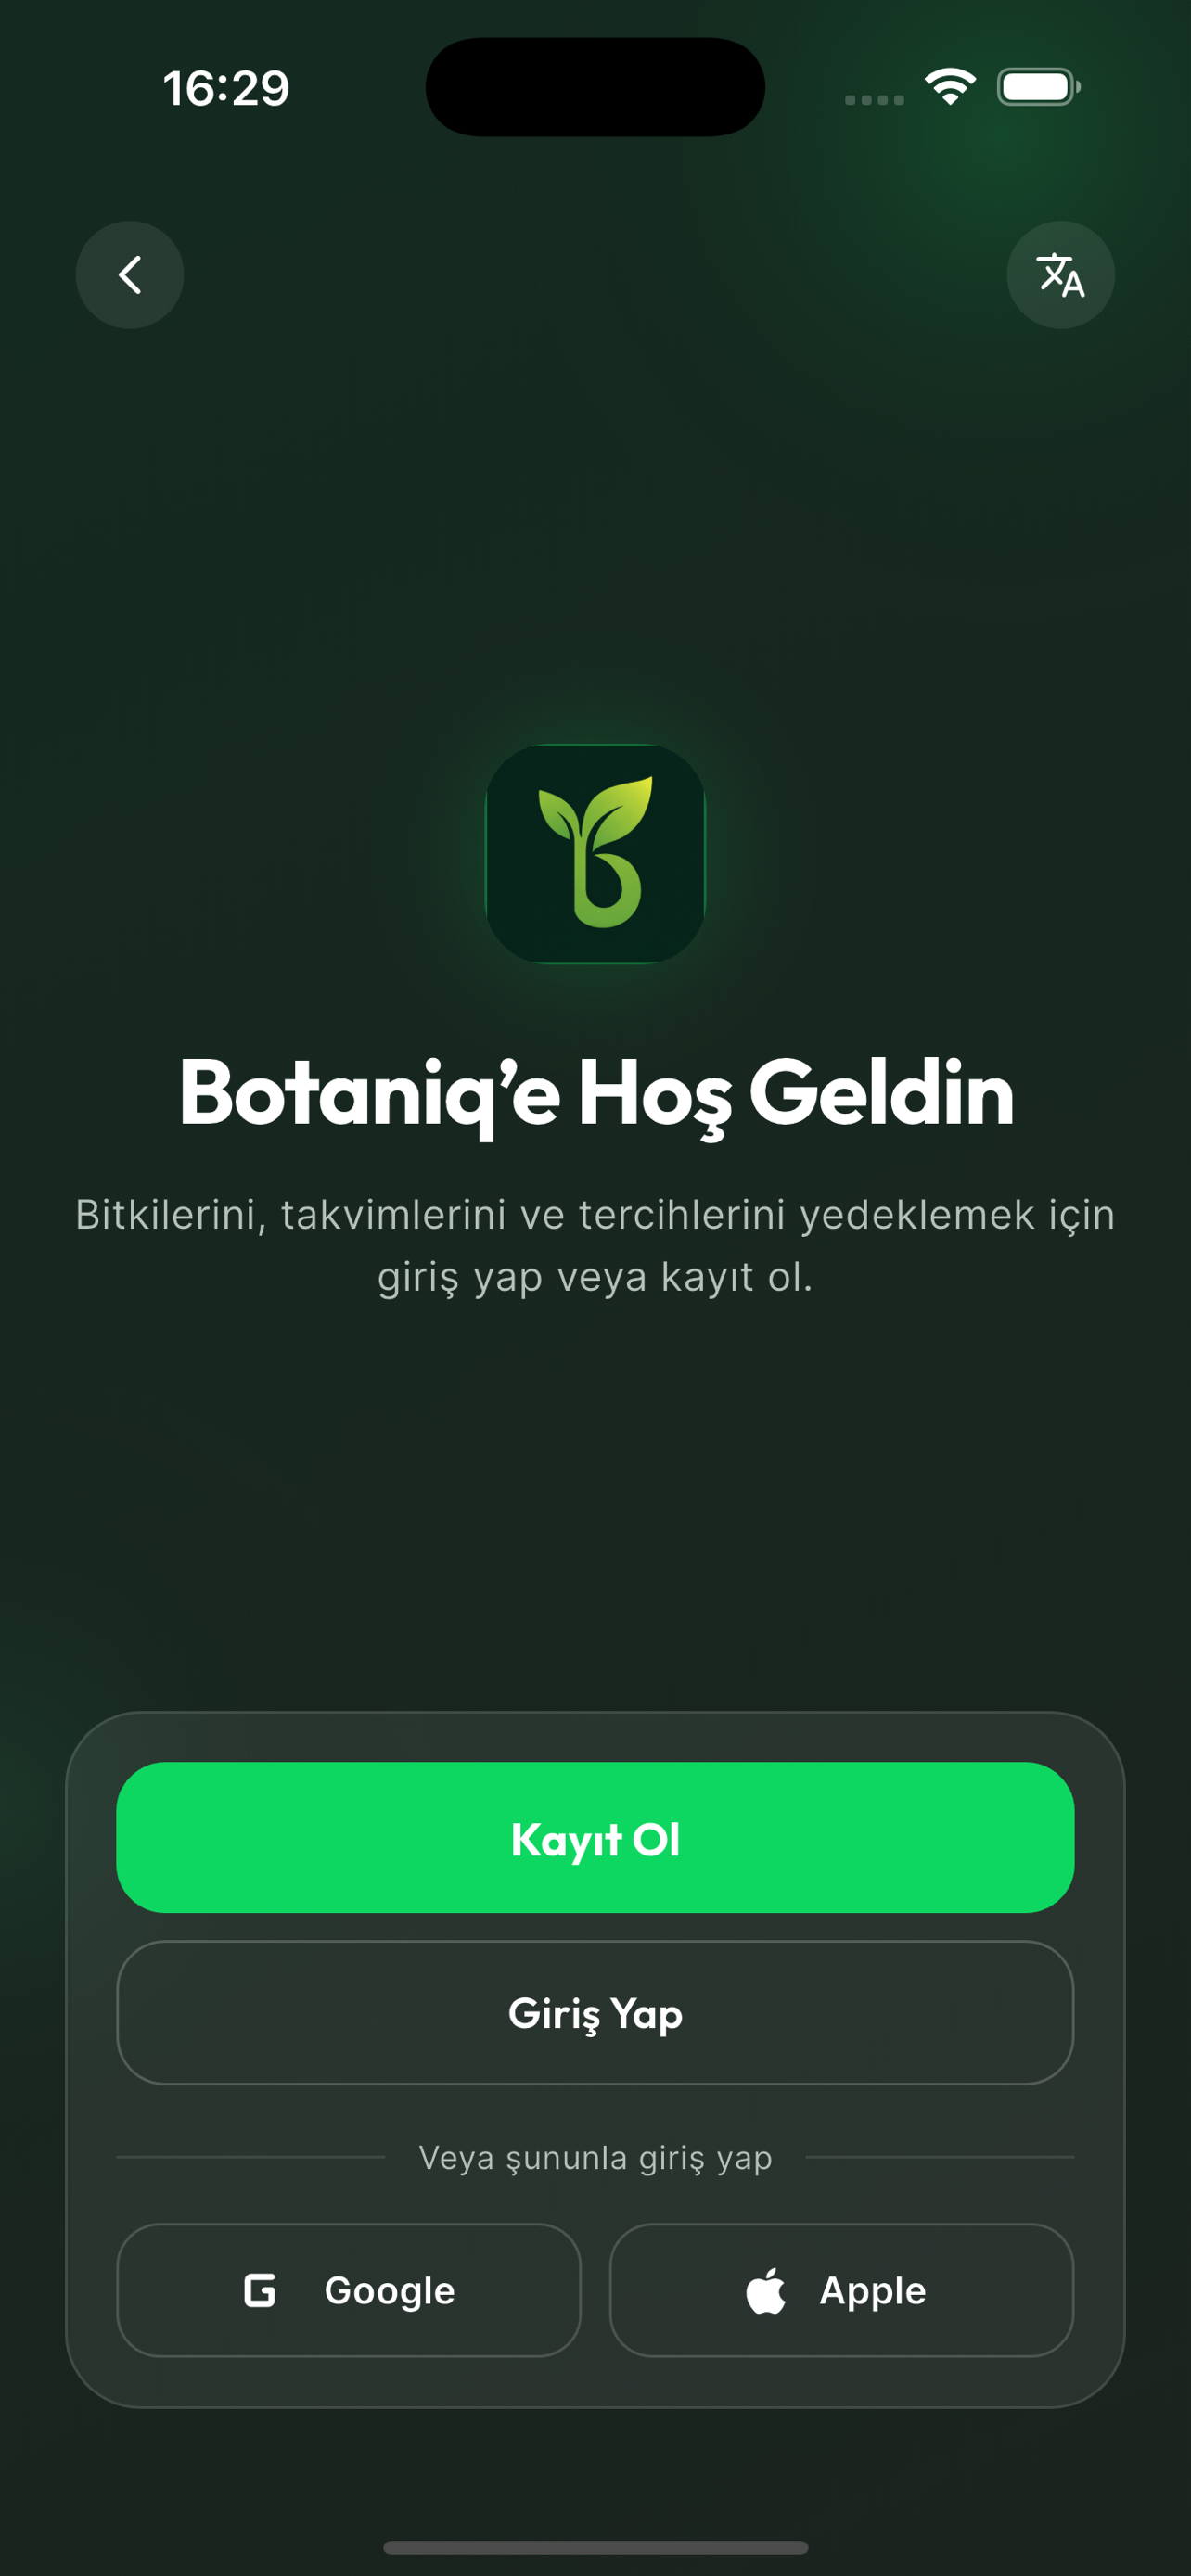 16:29
Botaniq’e Hoş Geldin
Bitkilerini, takvimlerini ve tercihlerini yedeklemek için
giriş yap veya kayıt ol.
Kayıt Ol
Giriş Yap
Veya şununla giriş yap
G Google
Apple